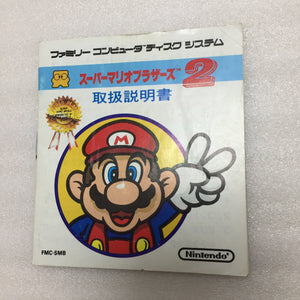 ファミリー コンピュータ ディスク システム
スーパーマリオブラザーズ™2
取扱説明書
M
FMC-SMB
Nintendo